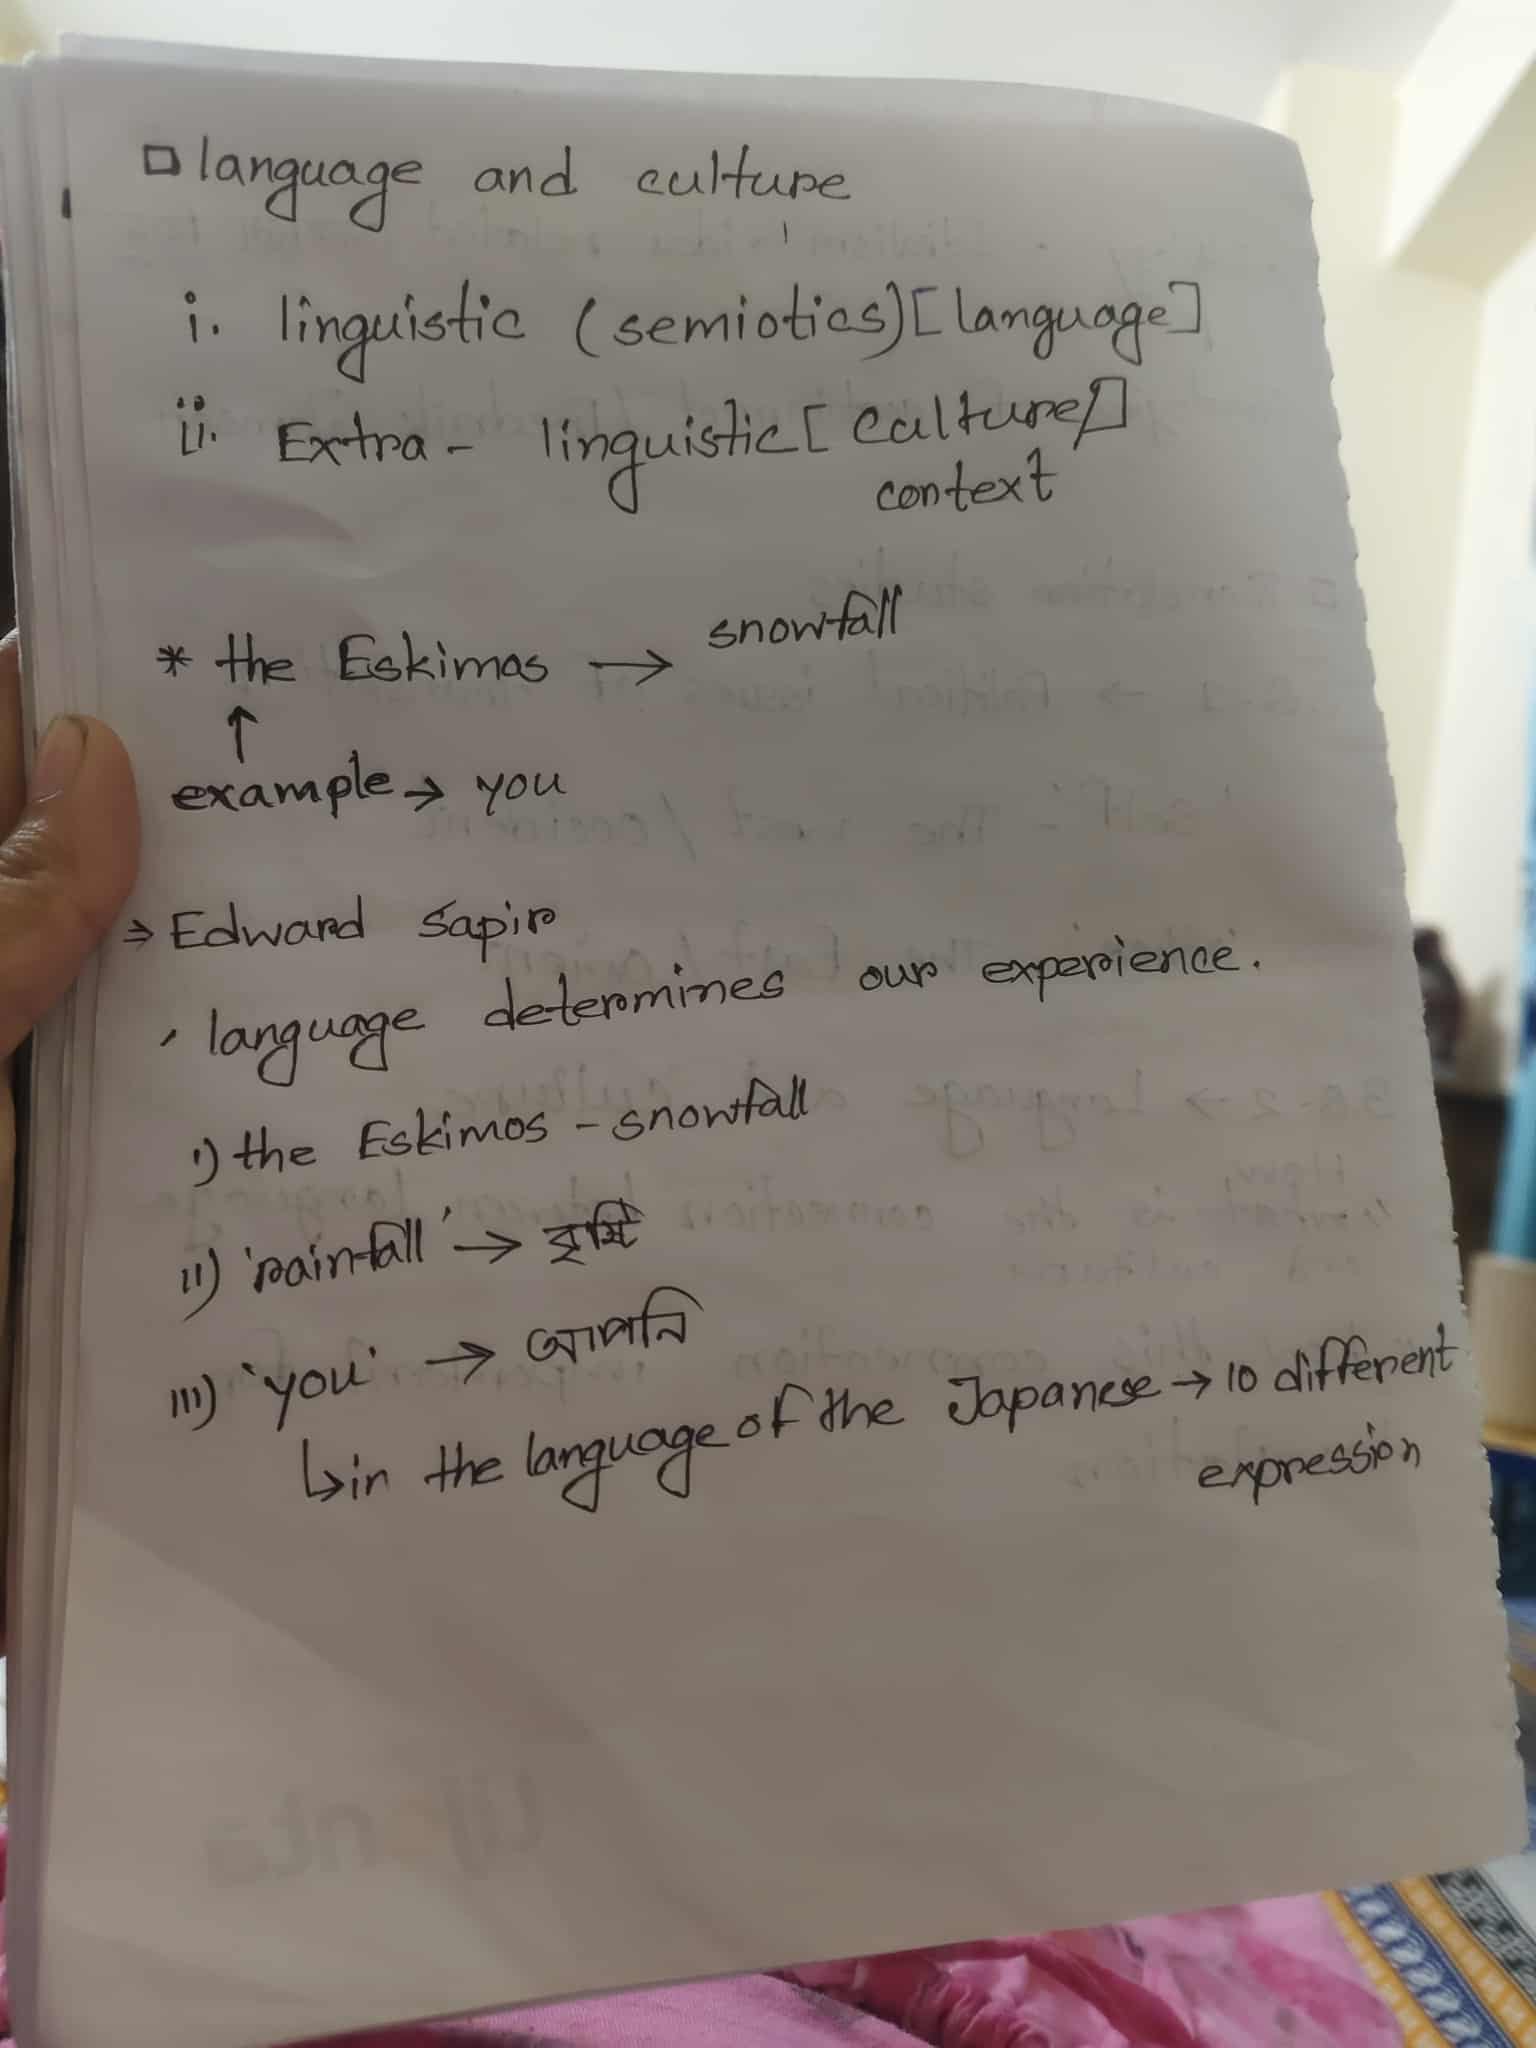 language and culture
i. linguistic (semiotics) [language]
ii. Extra-linguistic [culture/]
context
* the Eskimos → snowfall
↑
example → you
⇒ Edward Sapir
language determines our experience.
i) the Eskimos - snowfall
ii) 'rainfall' → বৃষ্টি
iii) 'you' → আপনি
↳ in the language of the Japanese → 10 different
expression